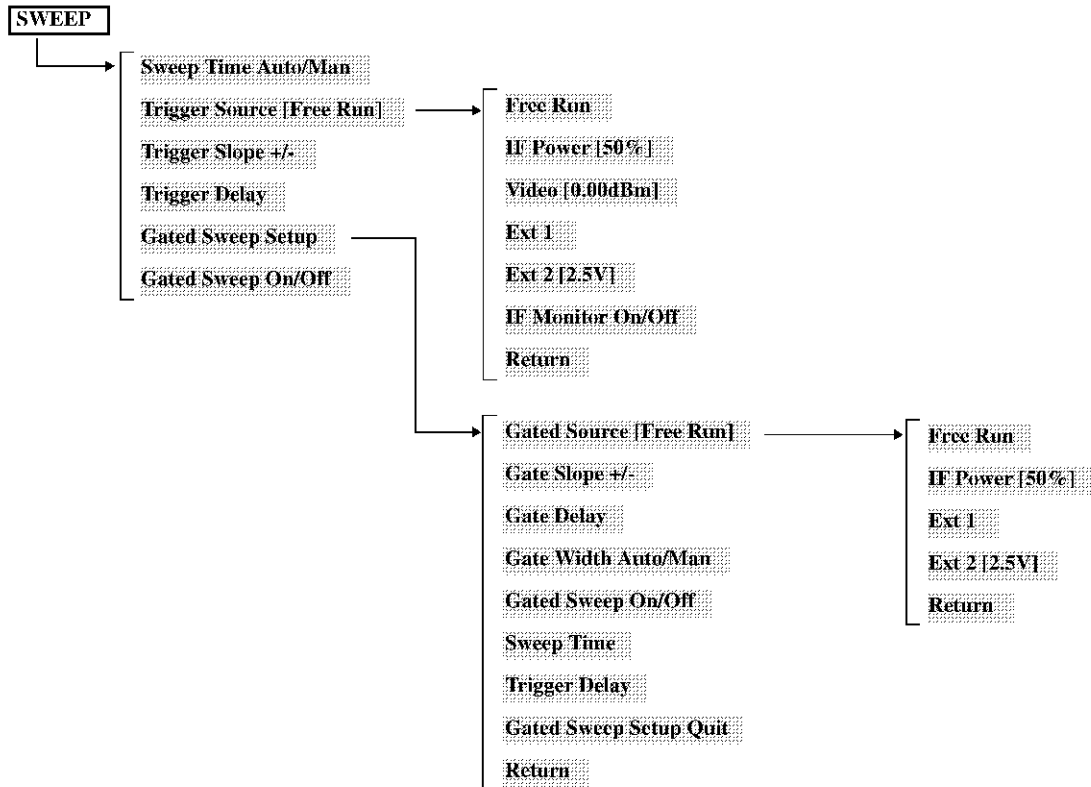 SWEEP
Sweep Time Auto/Man
Trigger Source [Free Run]
Trigger Slope +/-
Trigger Delay
Gated Sweep Setup
Gated Sweep On/Off
Free Run
IF Power [50%]
Video [0.00dBm]
Ext 1
Ext 2 [2.5V]
IF Monitor On/Off
Return
Gated Source [Free Run]
Gate Slope +/-
Gate Delay
Gate Width Auto/Man
Gated Sweep On/Off
Sweep Time
Trigger Delay
Gated Sweep Setup Quit
Return
Free Run
IF Power [50%]
Ext 1
Ext 2 [2.5V]
Return